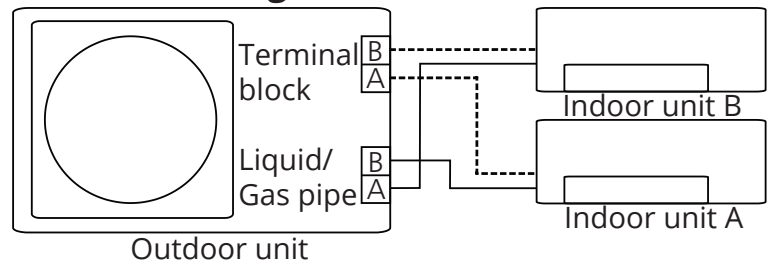 Terminal
block
B
A
Liquid/
Gas pipe
B
A
Outdoor unit
Indoor unit B
Indoor unit A